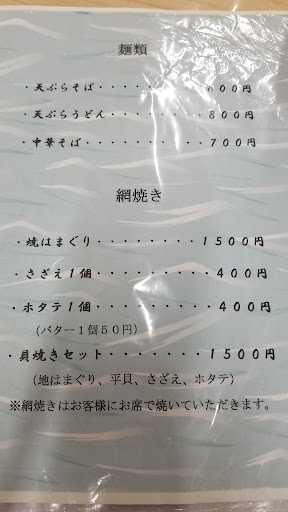 麺類
・天ぷらそば・・・・・・・・・00円
・天ぷらうどん・・・・・・・・800円
・中華そば・・・・・・・・・・700円
網焼き
・焼はまぐり・・・・・・・・1500円
・さざえ1個・・・・・・・・・400円
・ホタテ1個・・・・・・・・・400円
(バター1個50円)
・貝焼きセット・・・・・・・1500円
(地はまぐり、平貝、さざえ、ホタテ)
※網焼きはお客様にお席で焼いていただきます。